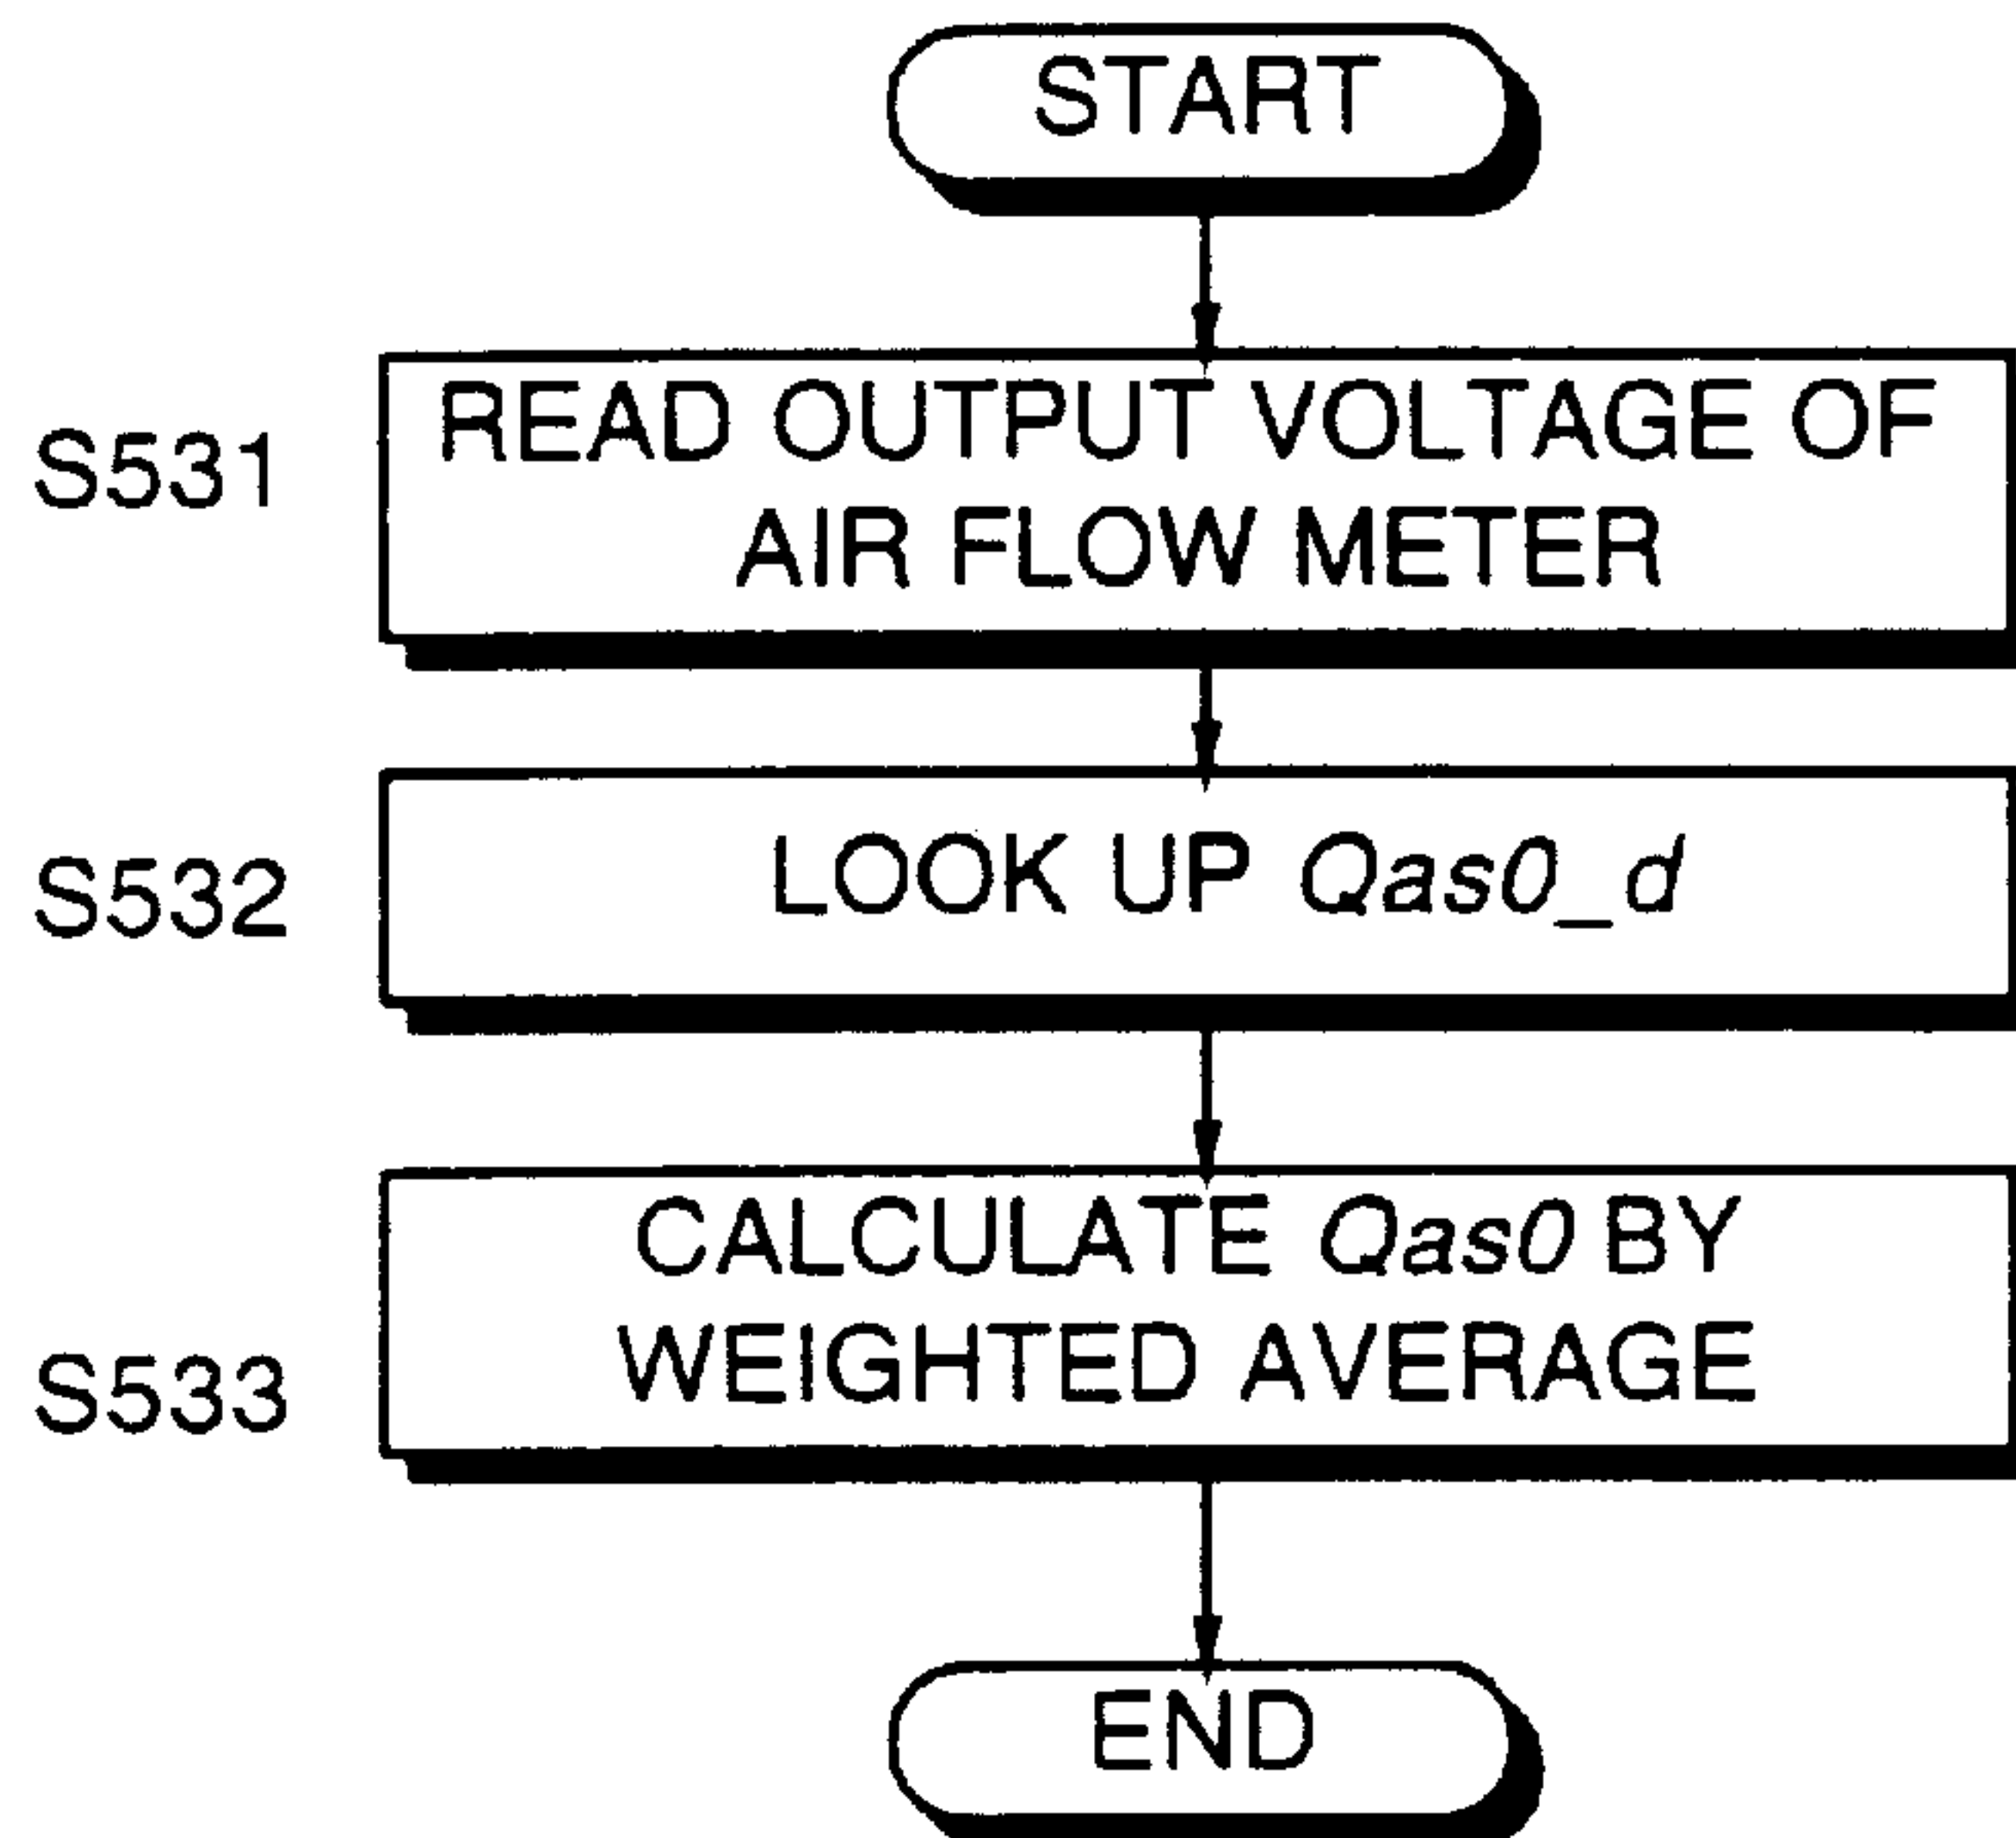 START
S531
READ OUTPUT VOLTAGE OF
AIR FLOW METER
S532
LOOK UP Qas0_d
S533
CALCULATE Qas0 BY
WEIGHTED AVERAGE
END